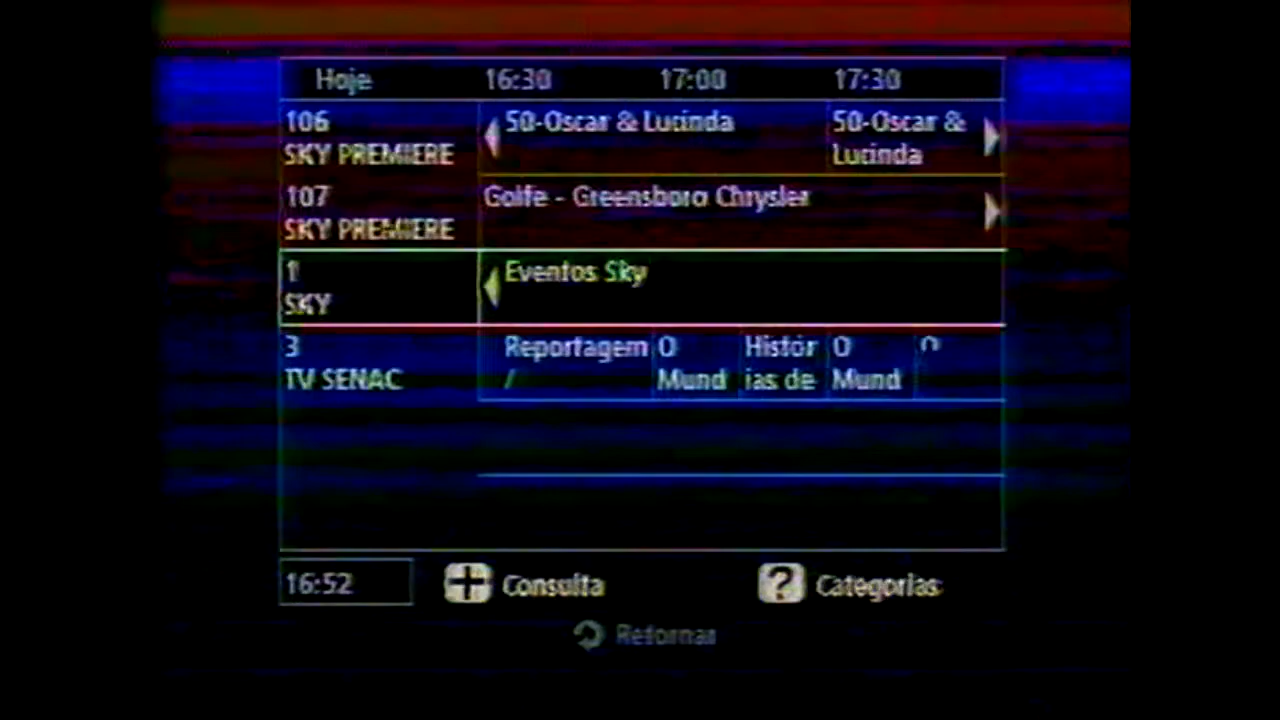 Hoje 16:30 17:00 17:30
106 50-Oscar & Lucinda 50-Oscar &
SKY PREMIERE Lucinda
107 Golfe - Greensboro Chrysler
SKY PREMIERE
1 Eventos Sky
SKY
3 Reportagem O Histór O
TV SENAC / Mund ias de Mund
16:52 Consulta Categorias
Retornar